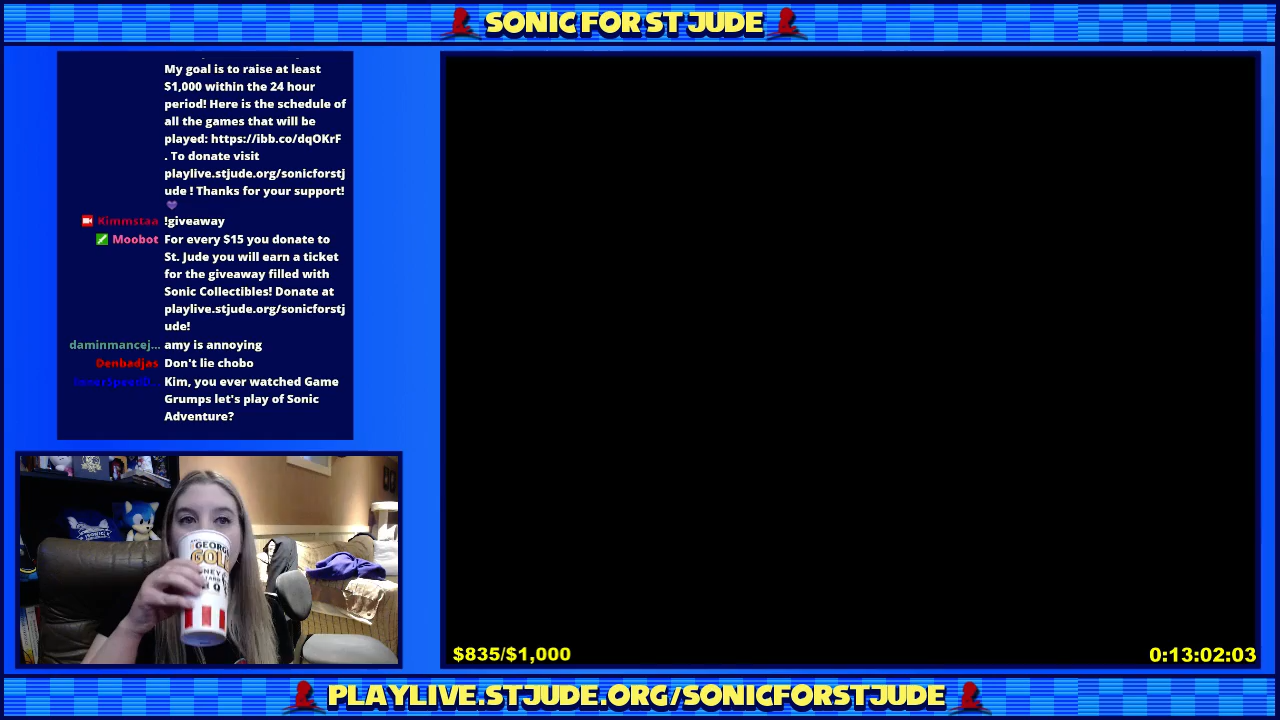 SONIC FOR ST JUDE
My goal is to raise at least
$1,000 within the 24 hour
period! Here is the schedule of
all the games that will be
played: https://ibb.co/dqOKrF
. To donate visit
playlive.stjude.org/sonicforstj
ude ! Thanks for your support!
Kimmstaa !giveaway
Moobot For every $15 you donate to
St. Jude you will earn a ticket
for the giveaway filled with
Sonic Collectibles! Donate at
playlive.stjude.org/sonicforstj
ude!
daminmancej... amy is annoying
Denbadjas Don't lie chobo
Kim, you ever watched Game
Grumps let's play of Sonic
Adventure?
GEORG
GOL
$835/$1,000
0:13:02:03
PLAYLIVE.STJUDE.ORG/SONICFORSTJUDE